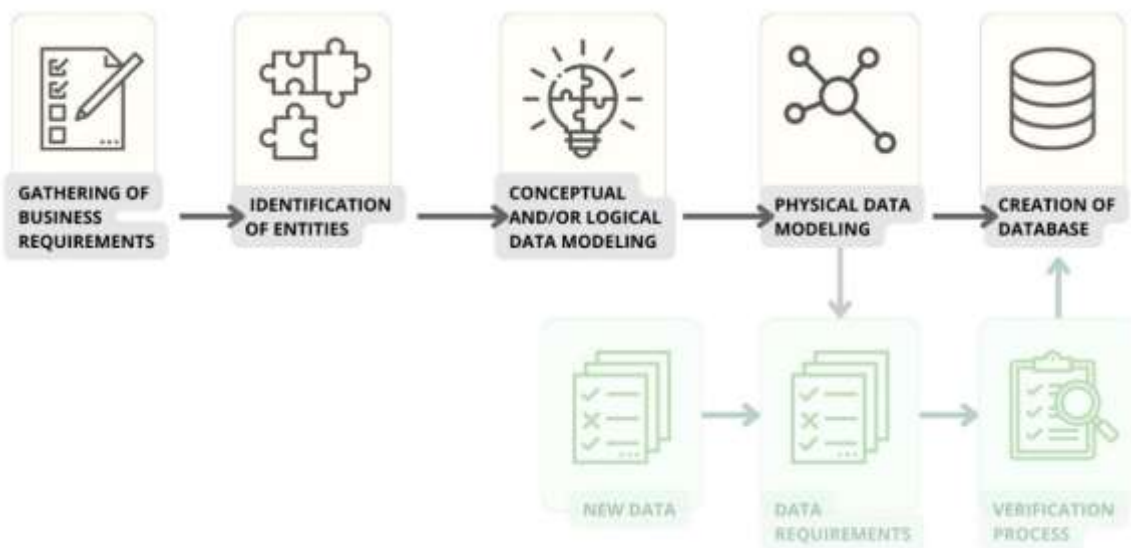 GATHERING OF
BUSINESS
REQUIREMENTS
IDENTIFICATION
OF ENTITIES
CONCEPTUAL
AND/OR LOGICAL
DATA MODELING
PHYSICAL DATA
MODELING
CREATION OF
DATABASE
NEW DATA
DATA
REQUIREMENTS
VERIFICATION
PROCESS